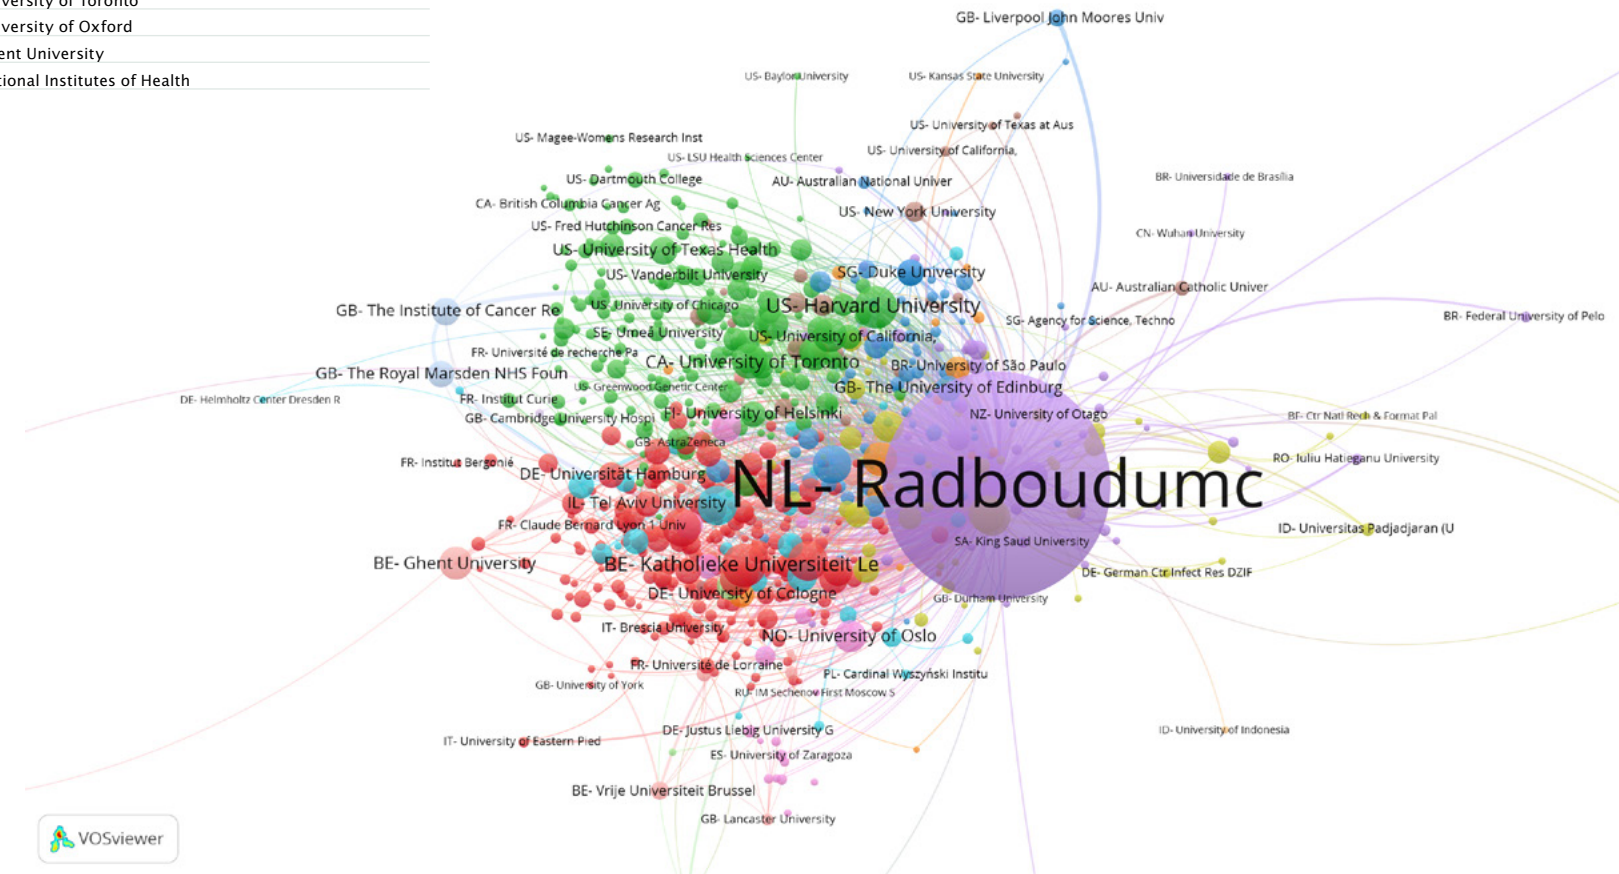 versity of Toronto
versity of Oxford
ent University
tional Institutes of Health
GB- Liverpool John Moores Univ
US- Baylor University
US- Kansas State University
US- University of Texas at Aus
US- Magee-Womens Research Inst
US- University of California,
US- LSU Health Sciences Center
US- Dartmouth College
AU- Australian National Univer
BR- Universidade de Brasília
CA- British Columbia Cancer Ag
US- New York University
US- Fred Hutchinson Cancer Res
CN- Wuhan University
US- University of Texas Health
US- Vanderbilt University
SG- Duke University
AU- Australian Catholic Univer
US- University of Chicago
US- Harvard University
GB- The Institute of Cancer Re
SG- Agency for Science, Techno
BR- Federal University of Pelo
SE- Umeå University
US- University of California,
FR- Université de recherche Pa
CA- University of Toronto
BR- University of São Paulo
GB- The Royal Marsden NHS Foun
US- Greenwood Genetic Center
GB- The University of Edinburg
DE- Helmholtz Center Dresden R
FR- Institut Curie
GB- Cambridge University Hospi
FI- University of Helsinki
NZ- University of Otago
BF- Ctr Natl Rech & Format Pal
GB- AstraZeneca
FR- Institut Bergonié
RO- Iuliu Hatieganu University
DE- Universität Hamburg
NL- Radboudumc
IL- Tel Aviv University
FR- Claude Bernard Lyon 1 Univ
ID- Universitas Padjadjaran (U
SA- King Saud University
BE- Ghent University
BE- Katholieke Universiteit Le
DE- German Ctr Infect Res DZIF
DE- University of Cologne
GB- Durham University
IT- Brescia University
NO- University of Oslo
FR- Université de Lorraine
PL- Cardinal Wyszyński Institu
GB- University of York
RU- IM Sechenov First Moscow S
DE- Justus Liebig University G
ID- University of Indonesia
IT- University of Eastern Pied
ES- University of Zaragoza
BE- Vrije Universiteit Brussel
GB- Lancaster University
VOSviewer